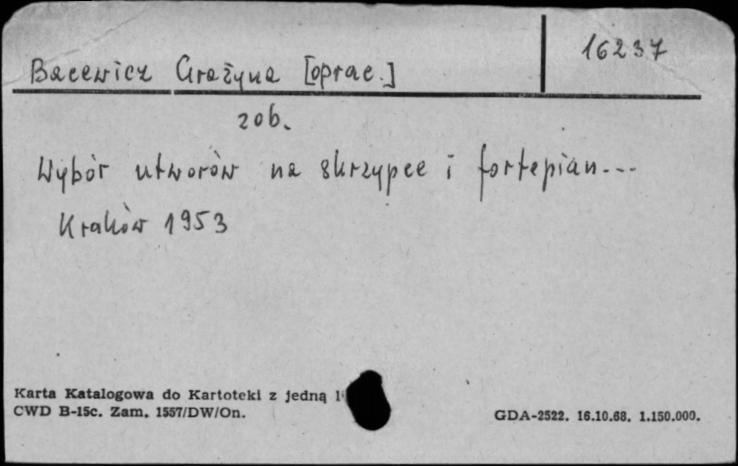 Bacewicz Grażyna [oprac.]
16237
zob.
Wybór utworów na skrzypce i fortepian...
Kraków 1953
Karta Katalogowa do Kartoteki z jedną
CWD B-15c. Zam. 1557/DW/On.
GDA-2522. 16.10.68. 1.150.000.